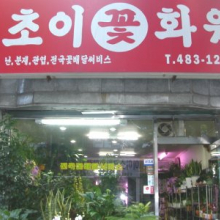 초이 꽃 화원
난, 분재, 관엽, 전국꽃배달써비스 T.483-12